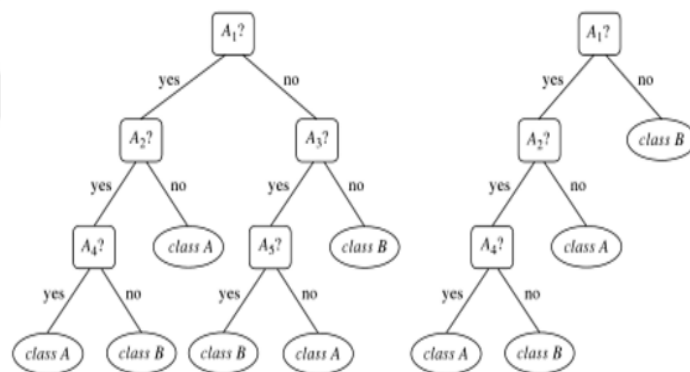 A₁? A₁?
yes no yes no
A₂? A₃? A₂? class B
yes no yes no yes no
A₄? class A A₅? class B A₄? class A
yes no yes no yes no
class A class B class B class A class A class B